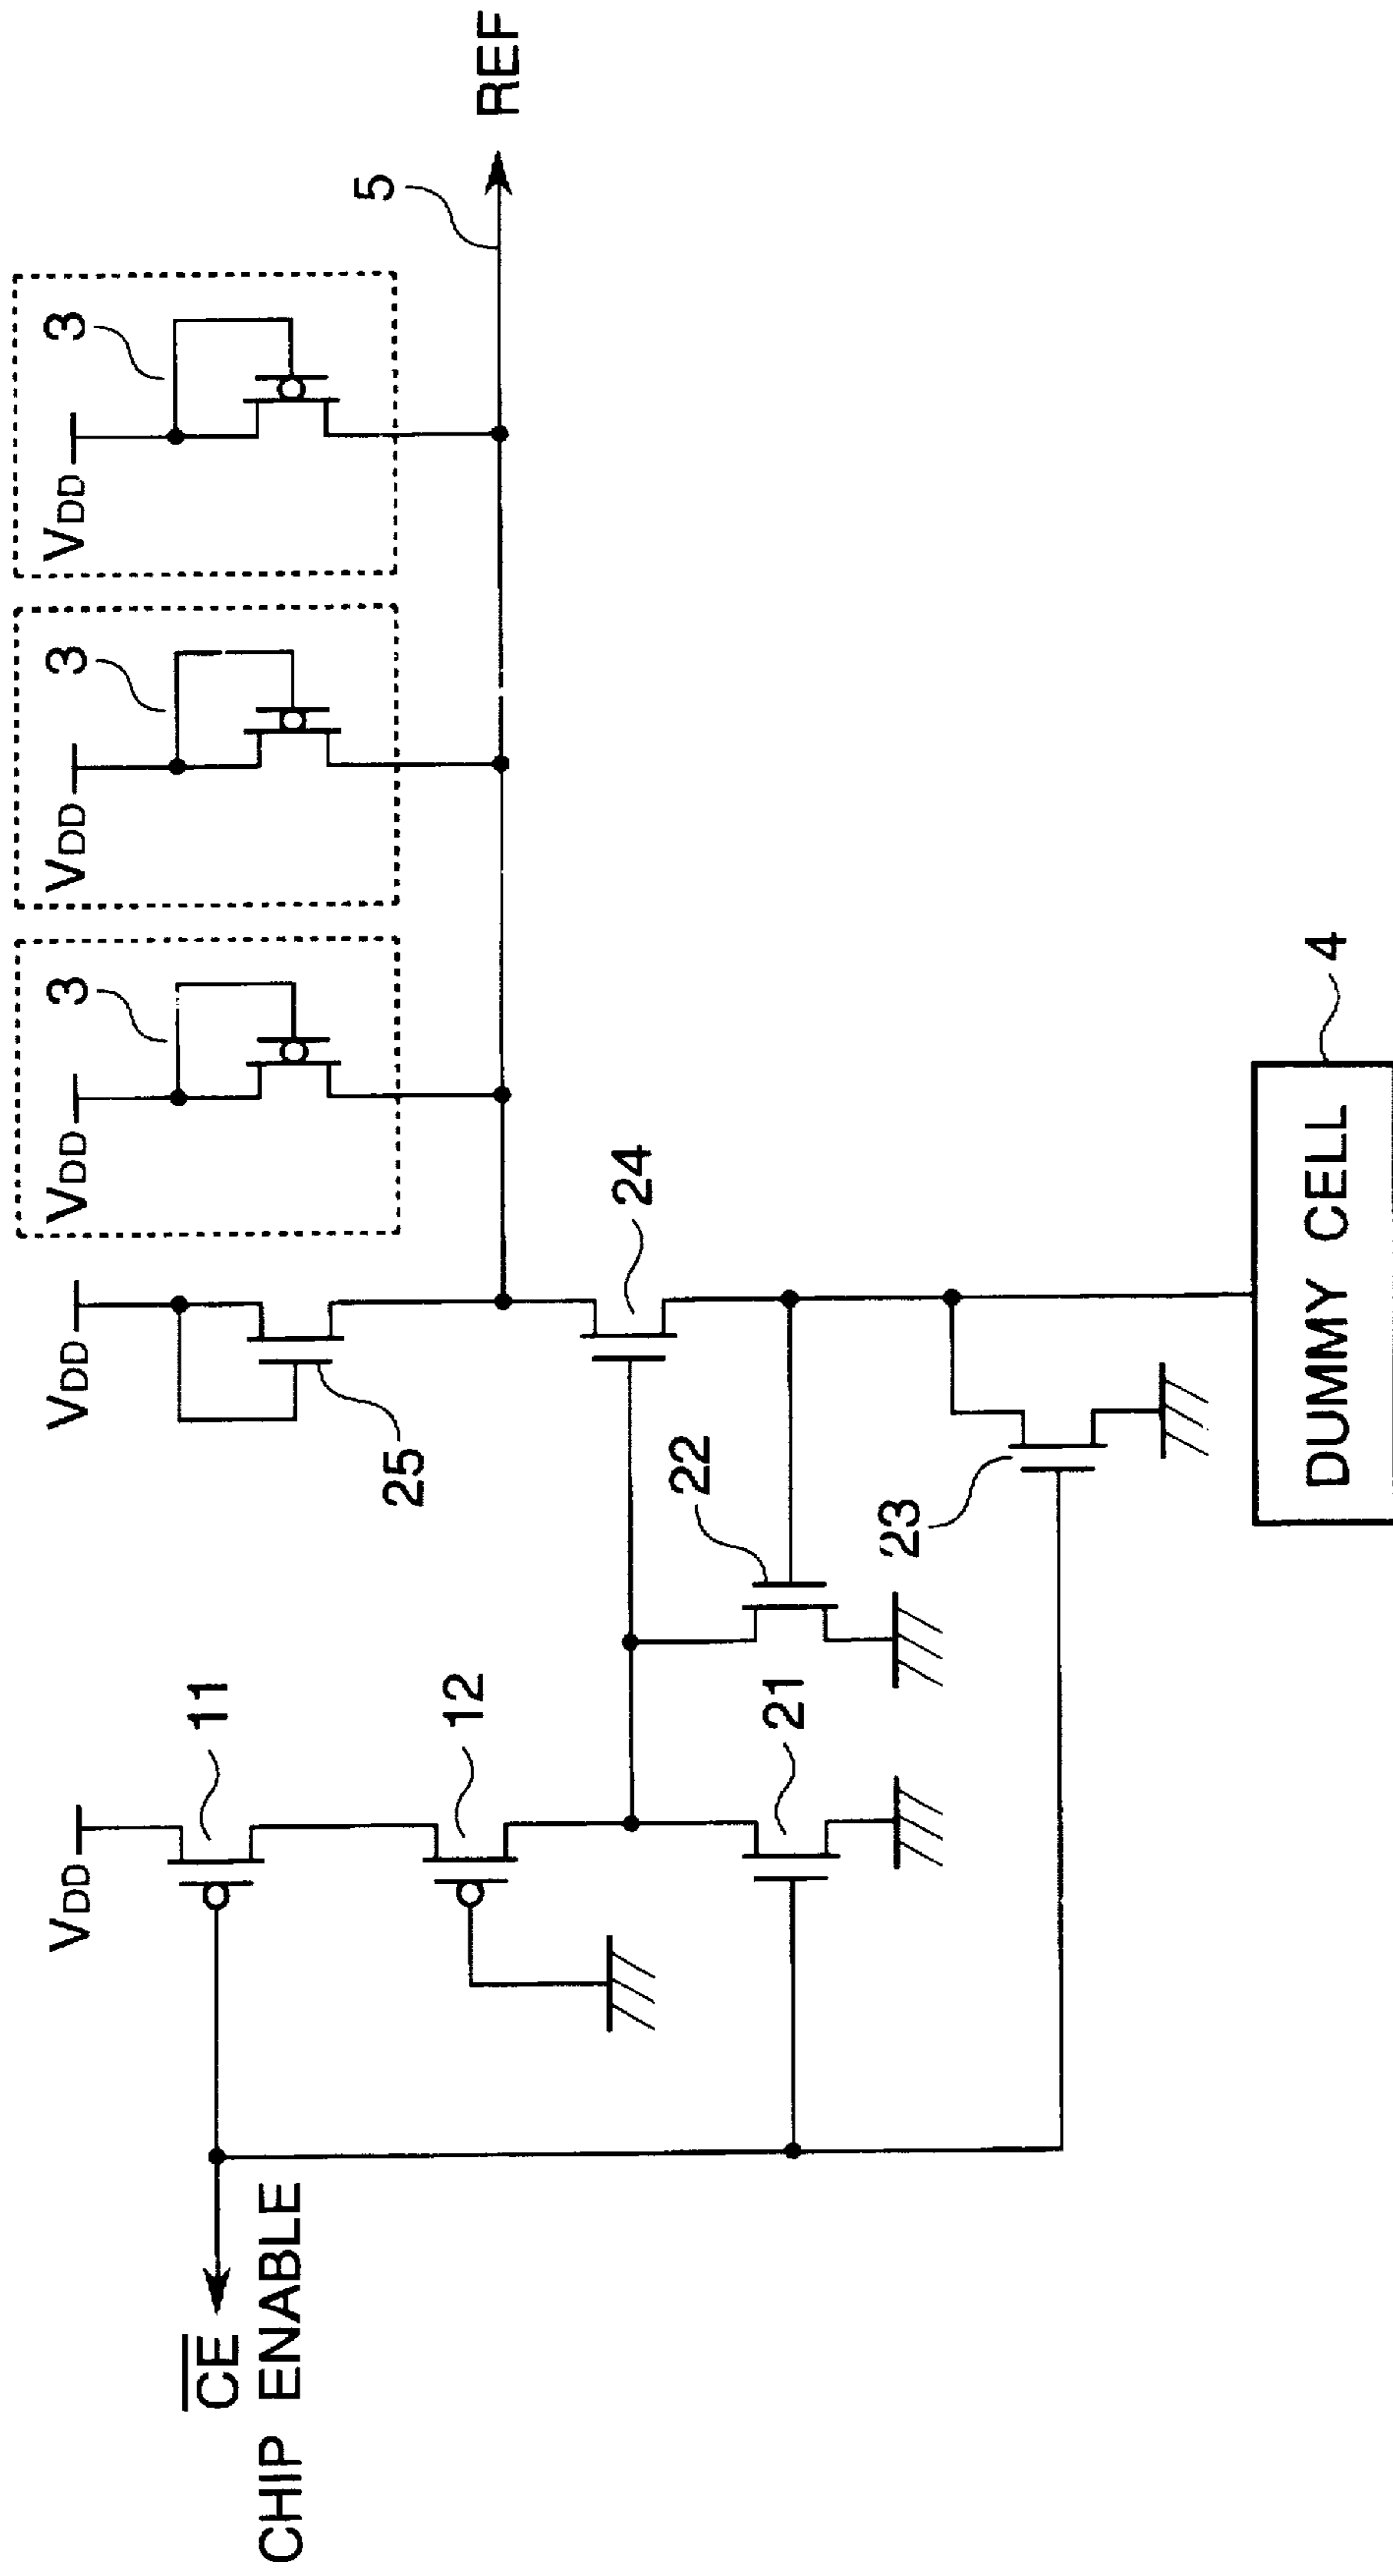 VDD
VDD
VDD
VDD
VDD
3
3
3
5
REF
11
12
25
24
22
21
23
CE
CHIP ENABLE
DUMMY CELL
4